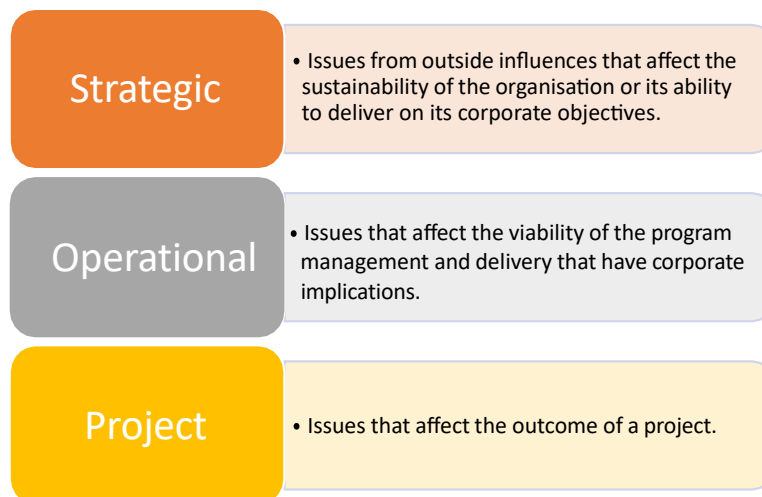 Strategic
• Issues from outside influences that affect the
sustainability of the organisation or its ability
to deliver on its corporate objectives.
Operational
• Issues that affect the viability of the program
management and delivery that have corporate
implications.
Project
• Issues that affect the outcome of a project.